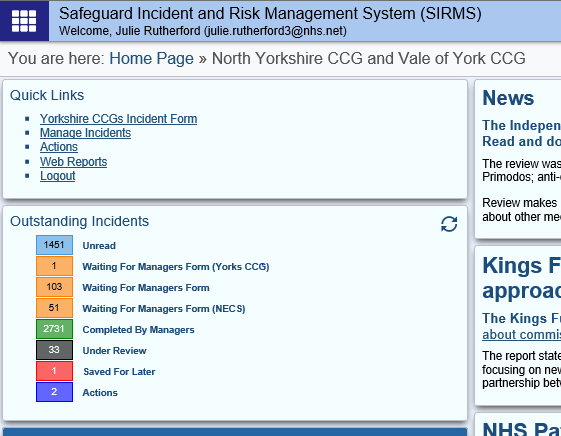 Safeguard Incident and Risk Management System (SIRMS)
Welcome, Julie Rutherford (julie.rutherford3@nhs.net)
You are here: Home Page » North Yorkshire CCG and Vale of York CCG
Quick Links
Yorkshire CCGs Incident Form
Manage Incidents
Actions
Web Reports
Logout
Outstanding Incidents
1451 Unread
1 Waiting For Managers Form (Yorks CCG)
103 Waiting For Managers Form
51 Waiting For Managers Form (NECS)
2731 Completed By Managers
33 Under Review
1 Saved For Later
2 Actions
News
The Indepen
Read and do
The review was
Primodos; anti-
Review makes
about other me
Kings F
approac
The Kings Fu
about commis
The report state
focusing on new
partnership betw
NHS Pa